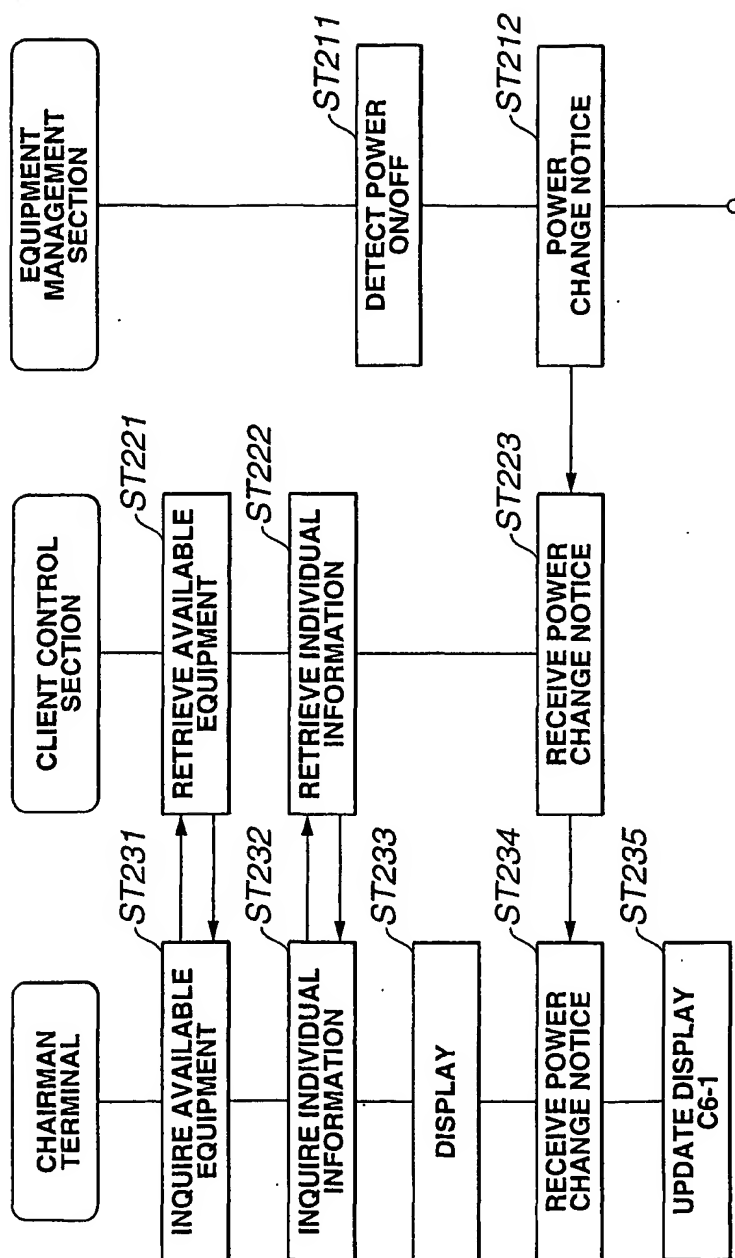 CHAIRMAN
TERMINAL
CLIENT CONTROL
SECTION
EQUIPMENT
MANAGEMENT
SECTION
ST231
INQUIRE AVAILABLE
EQUIPMENT
ST221
RETRIEVE AVAILABLE
EQUIPMENT
ST232
INQUIRE INDIVIDUAL
INFORMATION
ST222
RETRIEVE INDIVIDUAL
INFORMATION
ST233
DISPLAY
ST211
DETECT POWER
ON/OFF
ST234
RECEIVE POWER
CHANGE NOTICE
ST223
RECEIVE POWER
CHANGE NOTICE
ST212
POWER
CHANGE NOTICE
ST235
UPDATE DISPLAY
C6-1